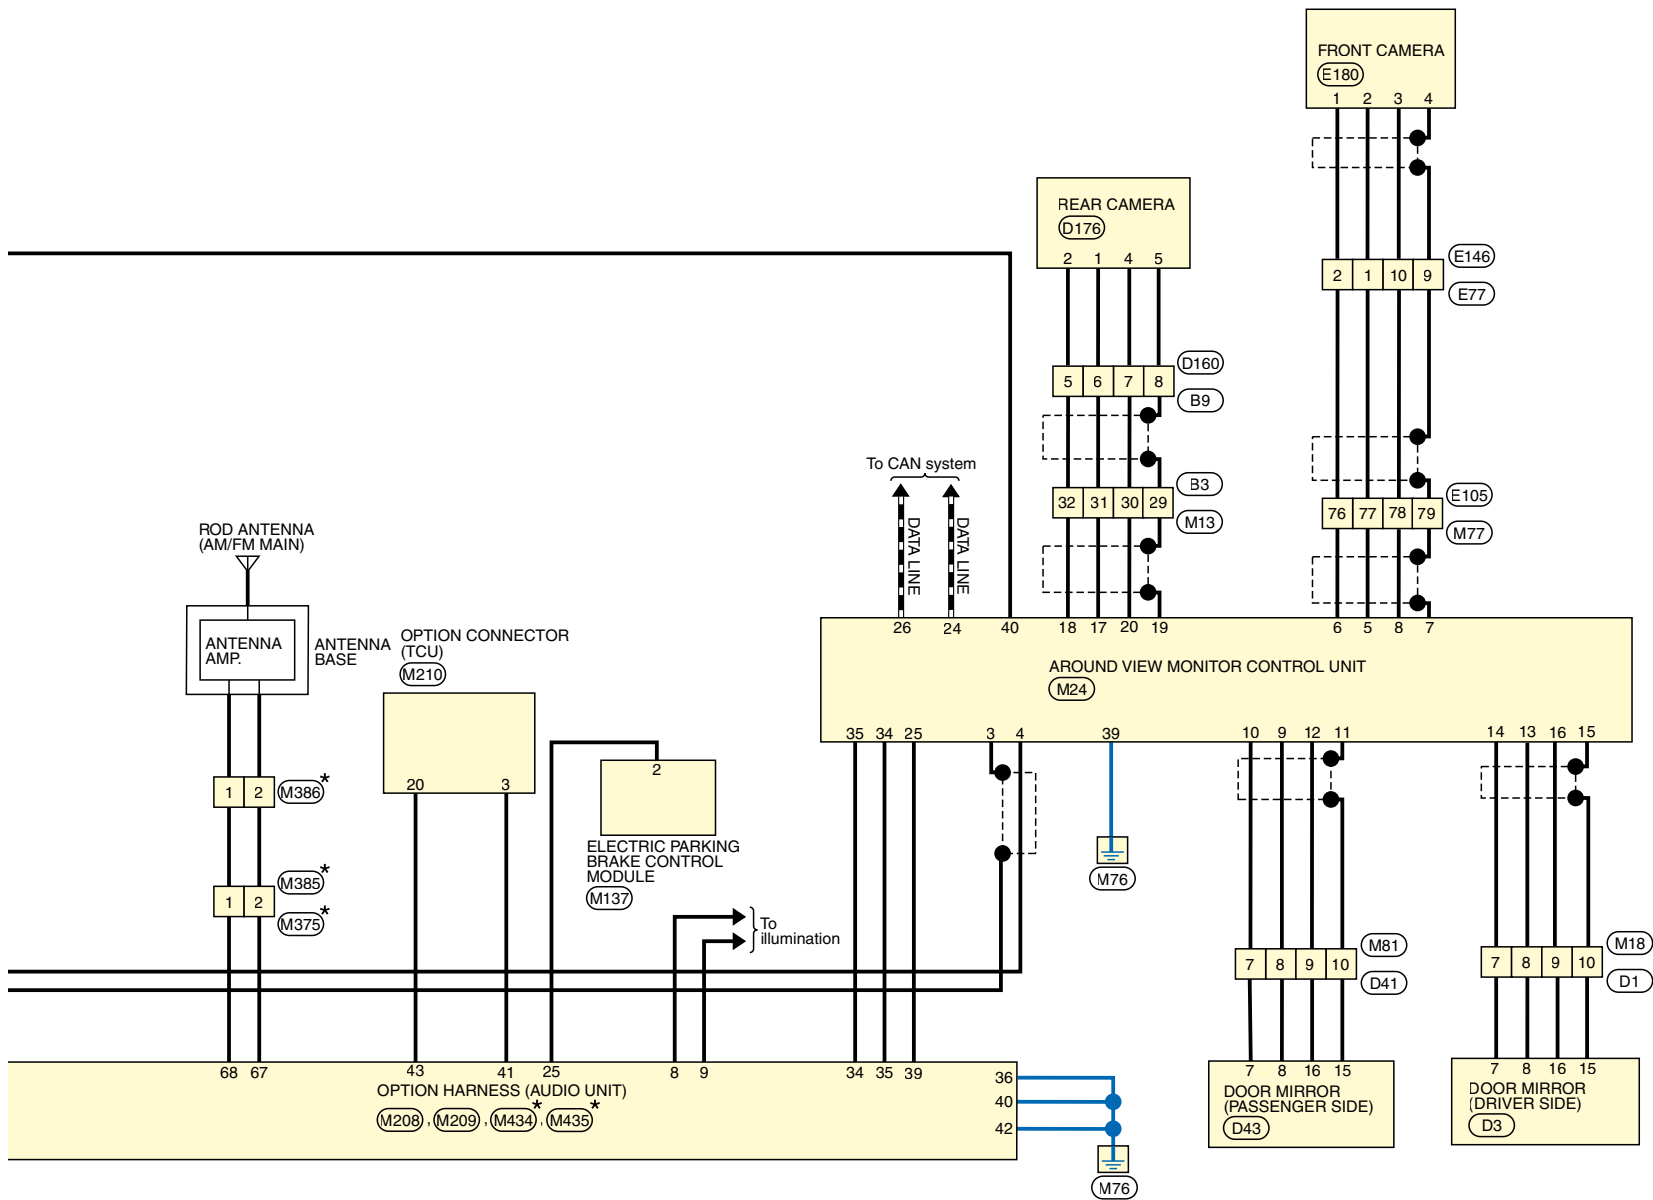 FRONT CAMERA
E180
1 2 3 4
REAR CAMERA
D176
2 1 4 5
E146
2 1 10 9
E77
D160
5 6 7 8
B9
To CAN system
B3
32 31 30 29
M13
E105
76 77 78 79
M77
DATA LINE
DATA LINE
ROD ANTENNA
(AM/FM MAIN)
26 24 40 18 17 20 19 6 5 8 7
ANTENNA
AMP.
ANTENNA
BASE
OPTION CONNECTOR
(TCU)
M210
AROUND VIEW MONITOR CONTROL UNIT
M24
35 34 25 3 4 39 10 9 12 11 14 13 16 15
20 3
2
1 2 M386*
ELECTRIC PARKING
BRAKE CONTROL
MODULE
M137
M76
M385*
1 2
M375*
To
illumination
M81
7 8 9 10
D41
M18
7 8 9 10
D1
68 67 43 41 25 8 9 34 35 39
36
40
42
OPTION HARNESS (AUDIO UNIT)
M208 , M209 , M434* , M435*
M76
7 8 16 15
DOOR MIRROR
(PASSENGER SIDE)
D43
7 8 16 15
DOOR MIRROR
(DRIVER SIDE)
D3